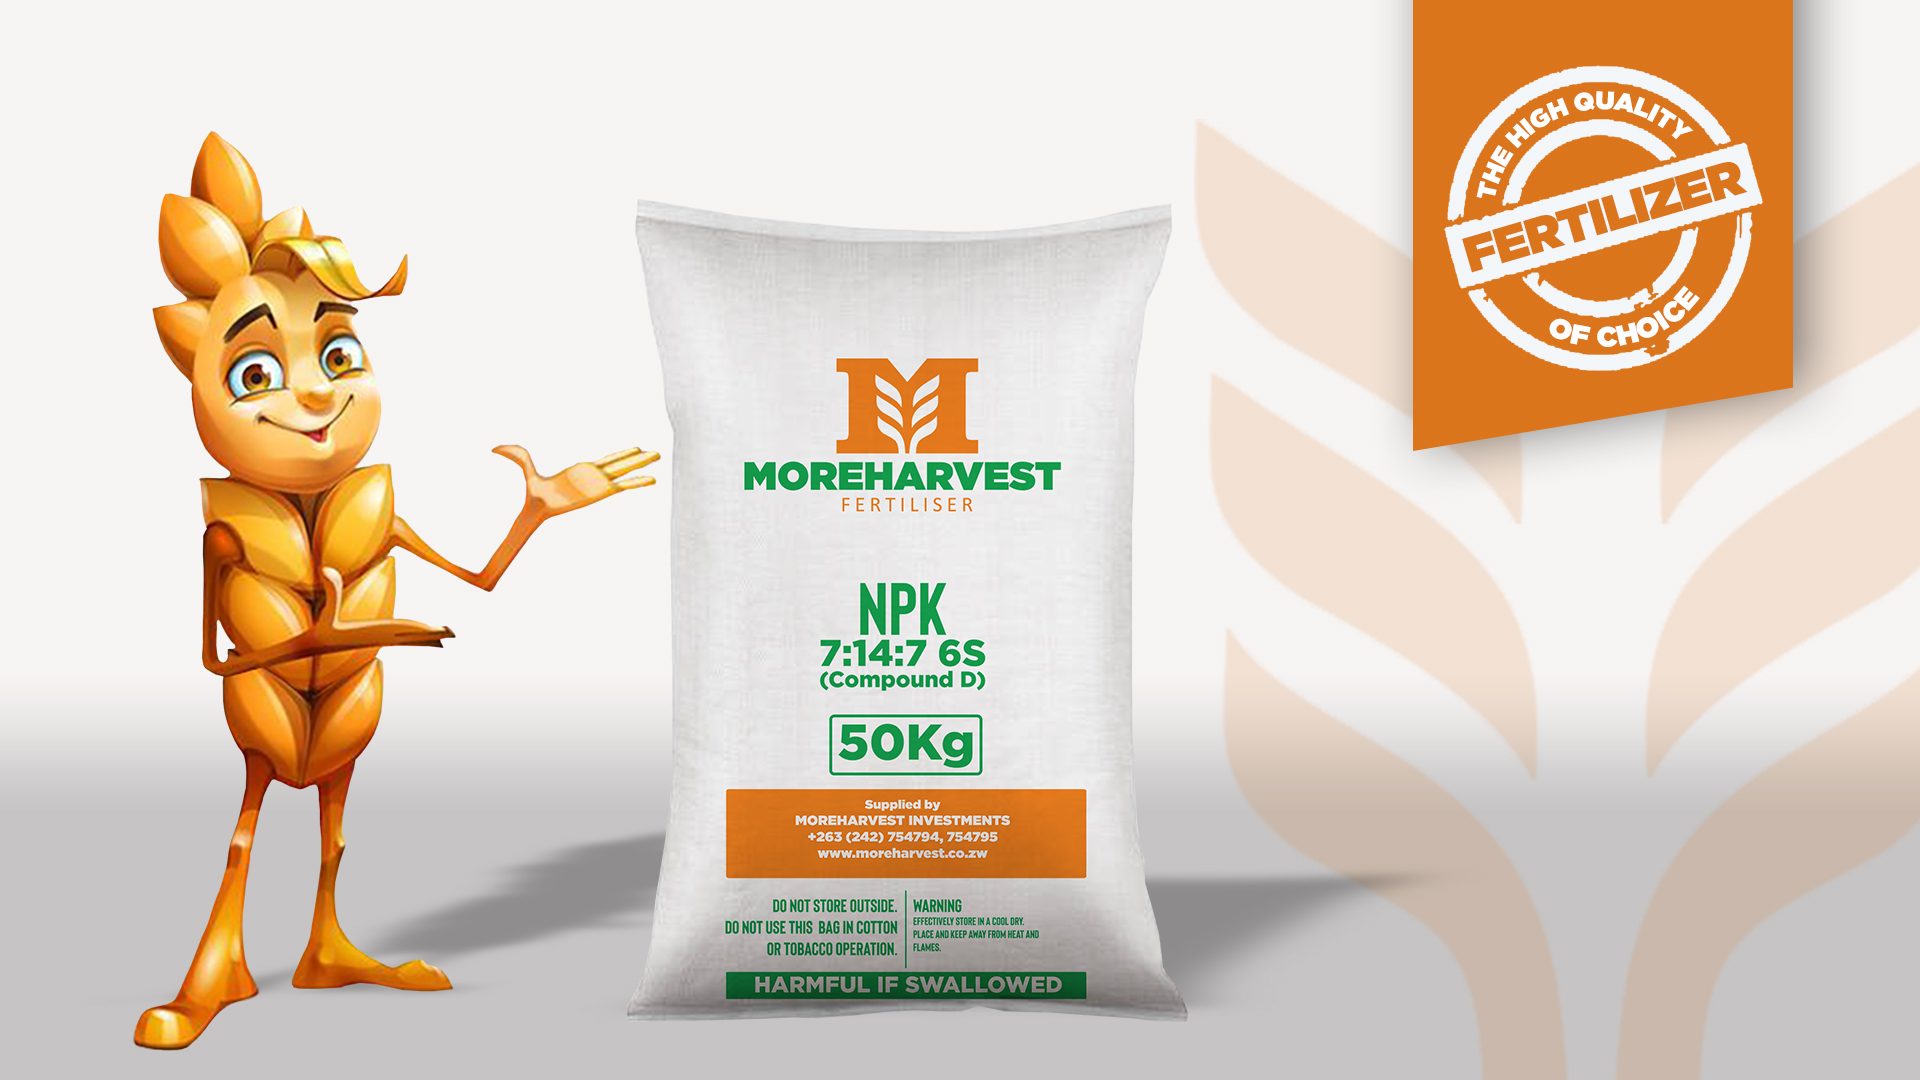 THE HIGH QUALITY
FERTILIZER
OF CHOICE
M
MOREHARVEST
FERTILISER
NPK
7:14:7 6S
(Compound D)
50Kg
Supplied by
MOREHARVEST INVESTMENTS
+263 (242) 754794, 754795
www.moreharvest.co.zw
DO NOT STORE OUTSIDE.
DO NOT USE THIS BAG IN COTTON
OR TOBACCO OPERATION.
WARNING
EFFECTIVELY STORE IN A COOL DRY.
PLACE AND KEEP AWAY FROM HEAT AND
FLAMES.
HARMFUL IF SWALLOWED